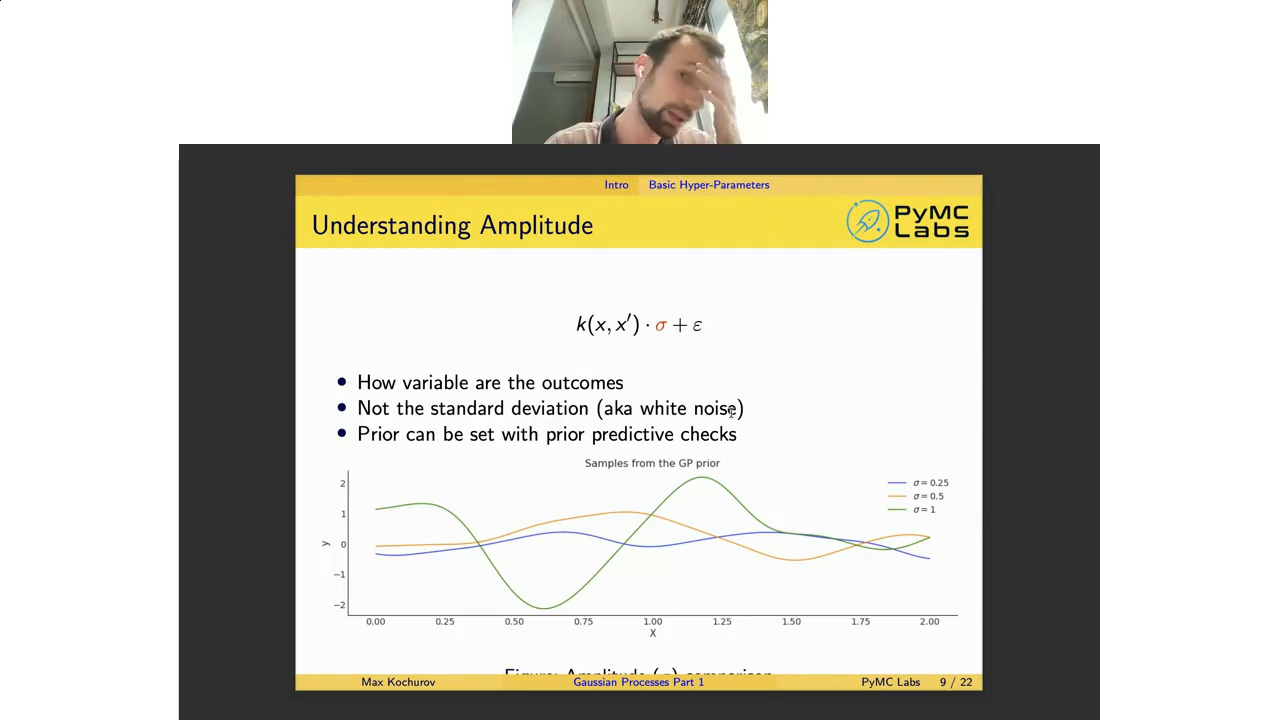 Intro Basic Hyper-Parameters
Understanding Amplitude
PyMC
Labs
k(x, x′) · σ + ε
• How variable are the outcomes
• Not the standard deviation (aka white noise)
• Prior can be set with prior predictive checks
Samples from the GP prior
σ = 0.25
σ = 0.5
σ = 1
2
1
0
−1
−2
y
0.00 0.25 0.50 0.75 1.00 1.25 1.50 1.75 2.00
X
Figure: Amplitude (σ) comparison
Max Kochurov Gaussian Processes Part 1 PyMC Labs 9 / 22